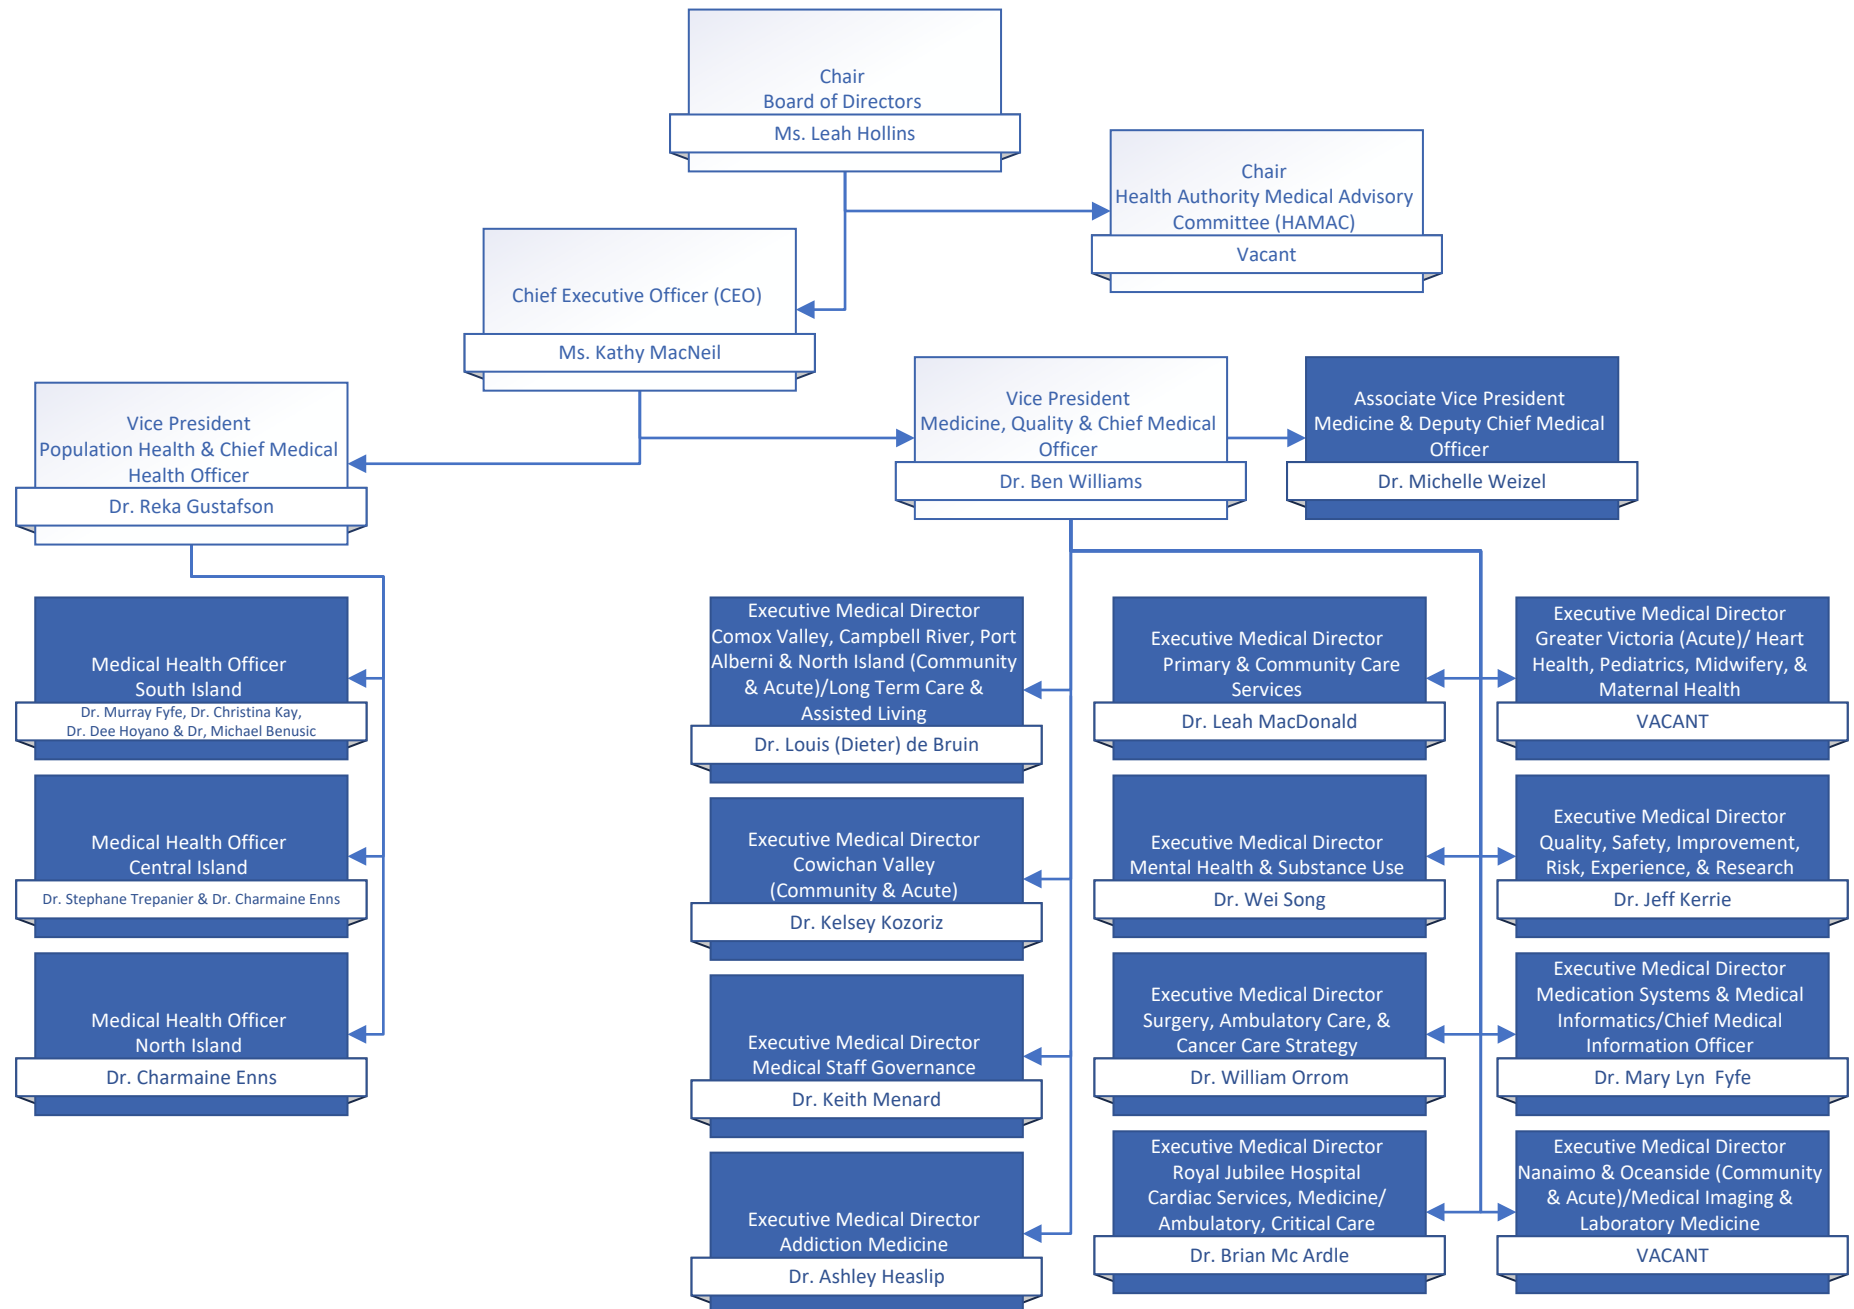 Chair
Board of Directors
Ms. Leah Hollins
Chair
Health Authority Medical Advisory
Committee (HAMAC)
Vacant
Chief Executive Officer (CEO)
Ms. Kathy MacNeil
Vice President
Population Health & Chief Medical
Health Officer
Dr. Reka Gustafson
Vice President
Medicine, Quality & Chief Medical
Officer
Dr. Ben Williams
Associate Vice President
Medicine & Deputy Chief Medical
Officer
Dr. Michelle Weizel
Medical Health Officer
South Island
Dr. Murray Fyfe, Dr. Christina Kay,
Dr. Dee Hoyano & Dr, Michael Benusic
Medical Health Officer
Central Island
Dr. Stephane Trepanier & Dr. Charmaine Enns
Medical Health Officer
North Island
Dr. Charmaine Enns
Executive Medical Director
Comox Valley, Campbell River, Port
Alberni & North Island (Community
& Acute)/Long Term Care &
Assisted Living
Dr. Louis (Dieter) de Bruin
Executive Medical Director
Cowichan Valley
(Community & Acute)
Dr. Kelsey Kozoriz
Executive Medical Director
Medical Staff Governance
Dr. Keith Menard
Executive Medical Director
Addiction Medicine
Dr. Ashley Heaslip
Executive Medical Director
Primary & Community Care
Services
Dr. Leah MacDonald
Executive Medical Director
Mental Health & Substance Use
Dr. Wei Song
Executive Medical Director
Surgery, Ambulatory Care, &
Cancer Care Strategy
Dr. William Orrom
Executive Medical Director
Royal Jubilee Hospital
Cardiac Services, Medicine/
Ambulatory, Critical Care
Dr. Brian Mc Ardle
Executive Medical Director
Greater Victoria (Acute)/ Heart
Health, Pediatrics, Midwifery, &
Maternal Health
VACANT
Executive Medical Director
Quality, Safety, Improvement,
Risk, Experience, & Research
Dr. Jeff Kerrie
Executive Medical Director
Medication Systems & Medical
Informatics/Chief Medical
Information Officer
Dr. Mary Lyn  Fyfe
Executive Medical Director
Nanaimo & Oceanside (Community
& Acute)/Medical Imaging &
Laboratory Medicine
VACANT